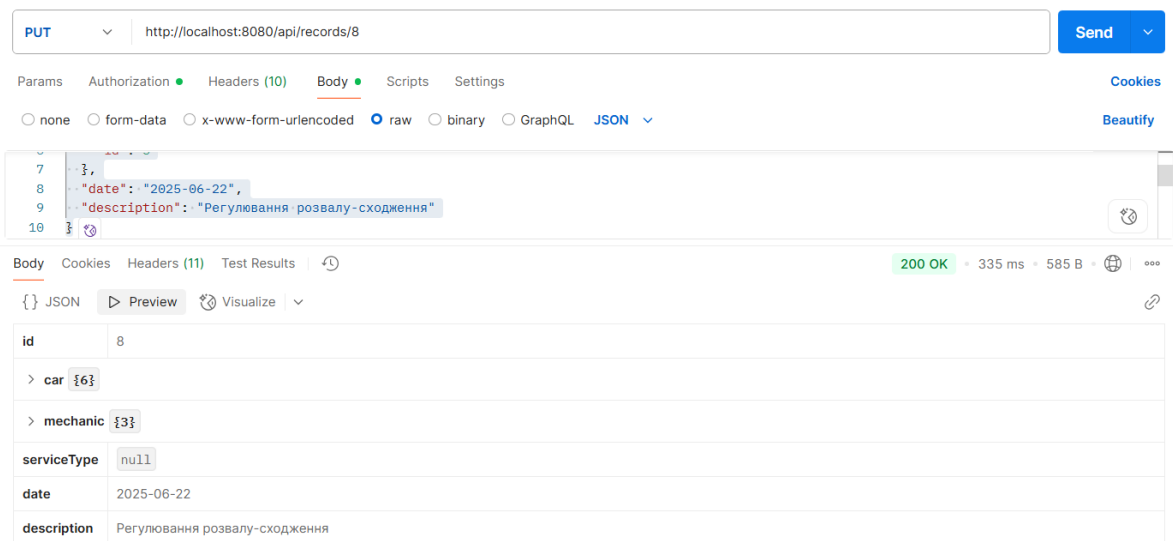 PUT http://localhost:8080/api/records/8 Send
Params Authorization Headers (10) Body Scripts Settings Cookies
none form-data x-www-form-urlencoded raw binary GraphQL JSON Beautify
7 },
8 "date": "2025-06-22",
9 "description": "Регулювання розвалу-сходження"
10 }
Body Cookies Headers (11) Test Results 200 OK 335 ms 585 B
{} JSON Preview Visualize
id 8
car {6}
mechanic {3}
serviceType null
date 2025-06-22
description Регулювання розвалу-сходження